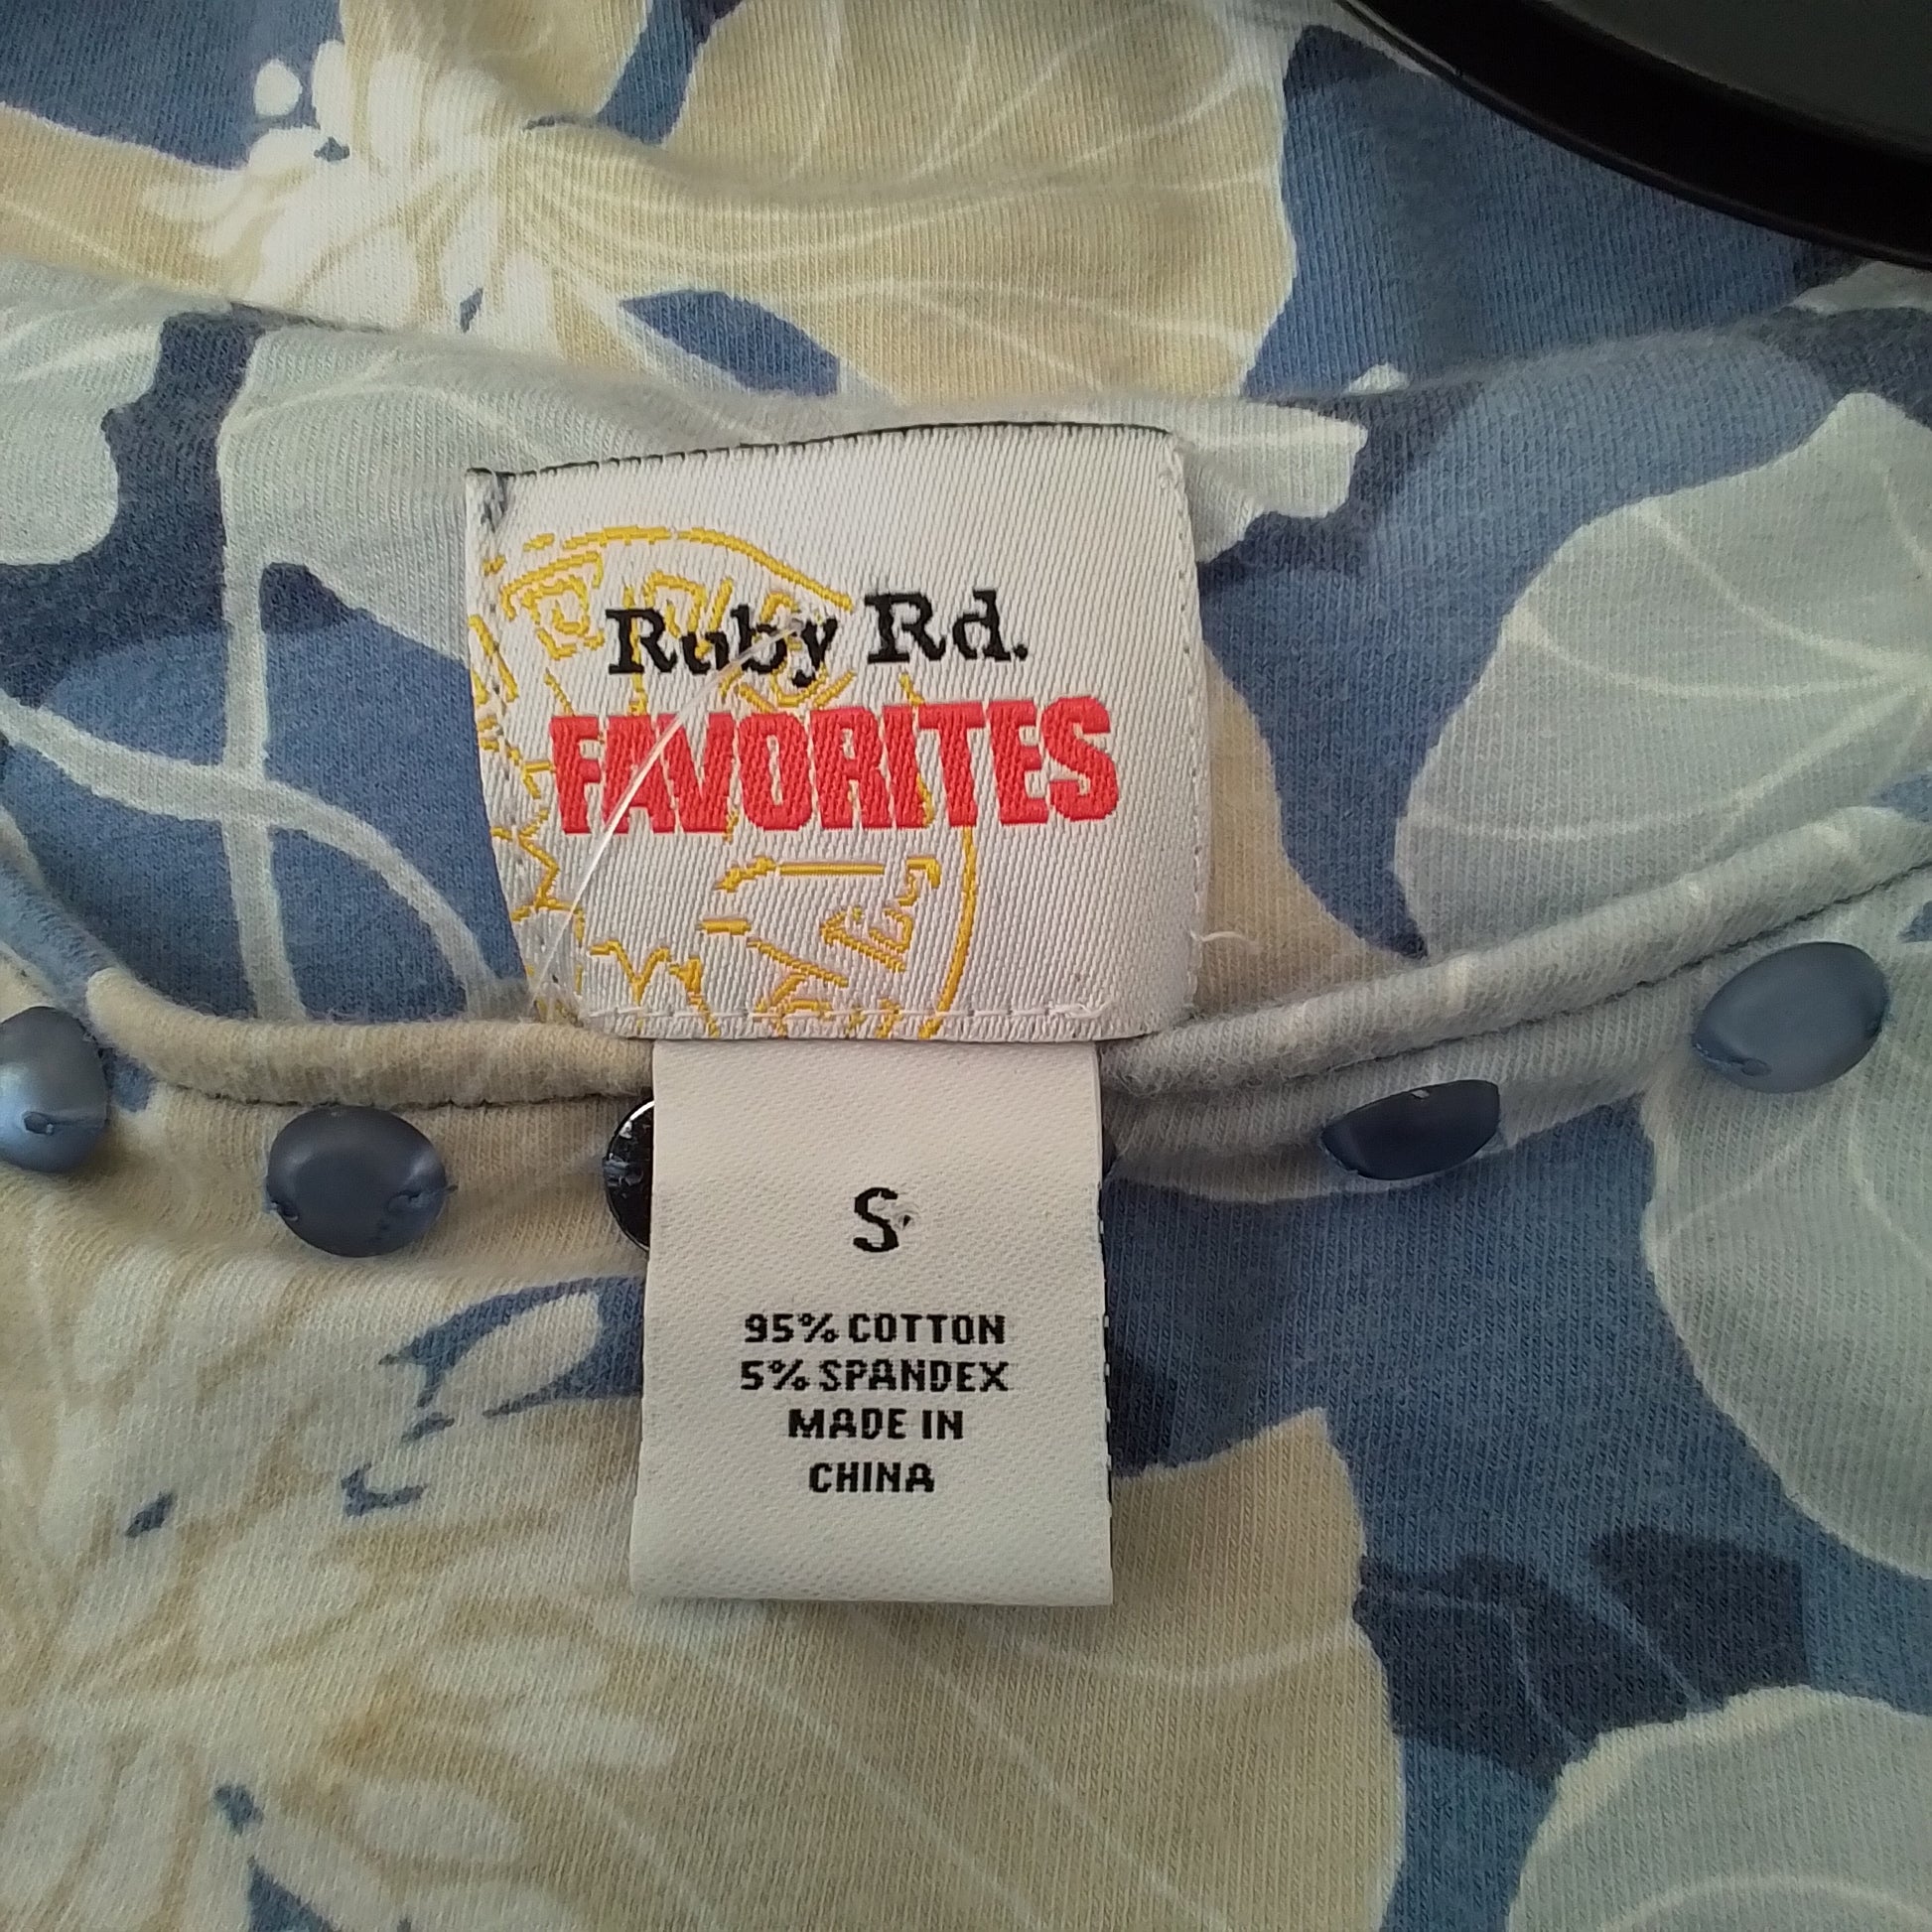 Ruby Rd.
FAVORITES
S
95% COTTON
5% SPANDEX
MADE IN
CHINA